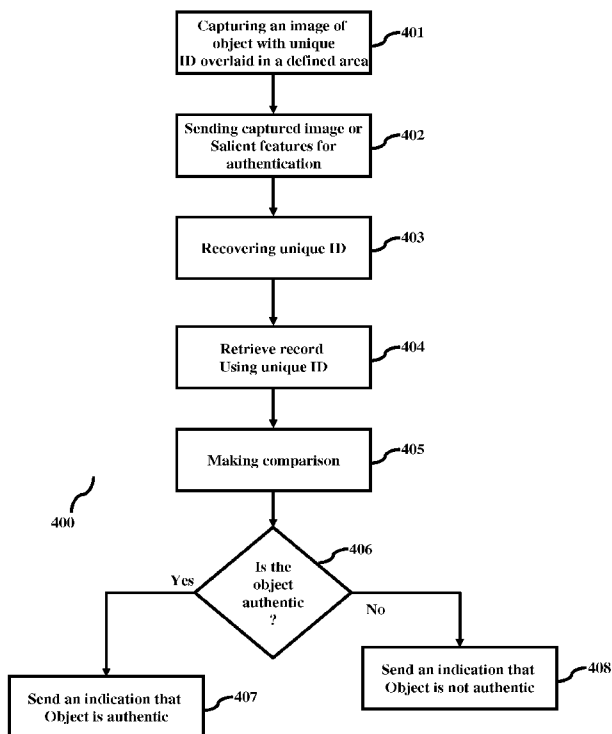 Capturing an image of
object with unique
ID overlaid in a defined area
401
Sending captured image or
Salient features for
authentication
402
Recovering unique ID
403
Retrieve record
Using unique ID
404
Making comparison
405
400
Is the
object
authentic
?
406
Yes
No
Send an indication that
Object is authentic
407
Send an indication that
Object is not authentic
408